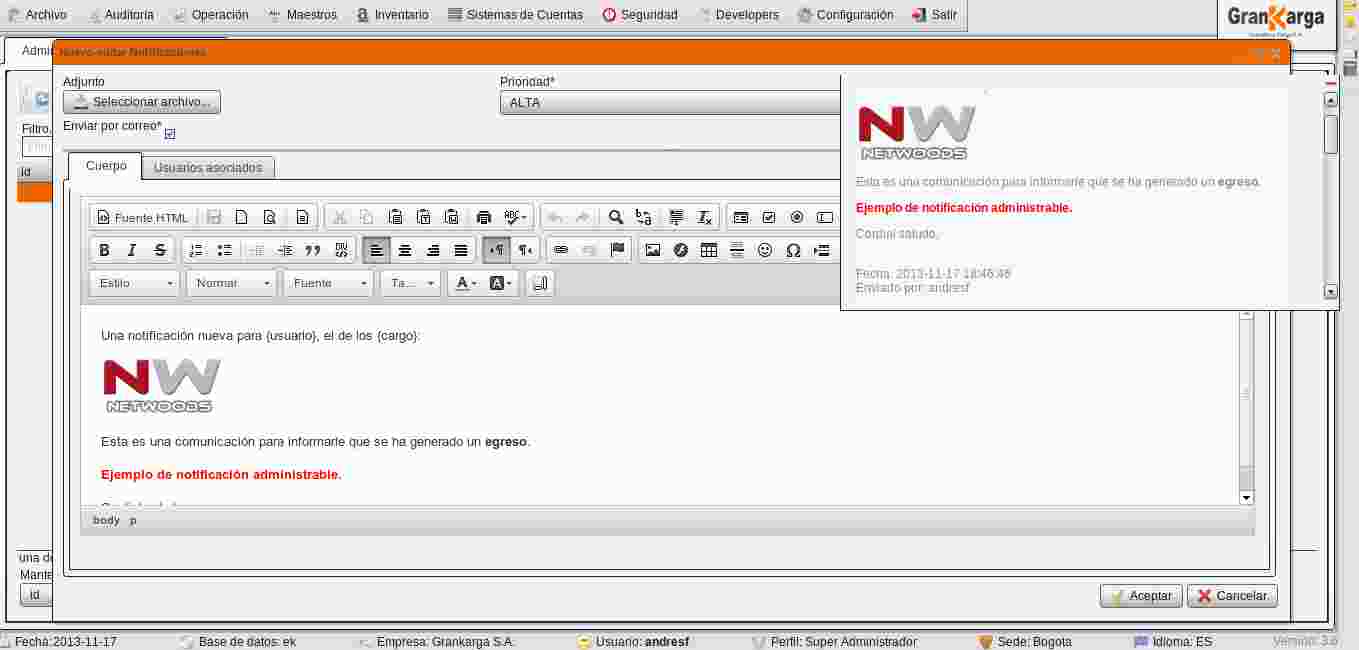 Archivo Auditoría Operación Maestros Inventario Sistemas de Cuentas Seguridad Developers Configuración Salir
GranKarga
Nuevo-editar Notificaciones
Adjunto
Prioridad*
Seleccionar archivo...
ALTA
Enviar por correo*
Filtro
id
Cuerpo Usuarios asociados
Fuente HTML
Estilo Normal Fuente Ta...
NW
NETWOODS
Esta es una comunicación para informarle que se ha generado un egreso.
Ejemplo de notificación administrable.
Cordial saludo,
Fecha: 2013-11-17 18:46:46
Enviado por: andresf
Una notificación nueva para {usuario}, el de los {cargo}:
NW
NETWOODS
Esta es una comunicación para informarle que se ha generado un egreso.
Ejemplo de notificación administrable.
body p
una de
Mante
id
Aceptar Cancelar
Fecha:2013-11-17 Base de datos: ek Empresa: Grankarga S.A. Usuario: andresf Perfil: Super Administrador Sede: Bogota Idioma: ES Versión: 3.6